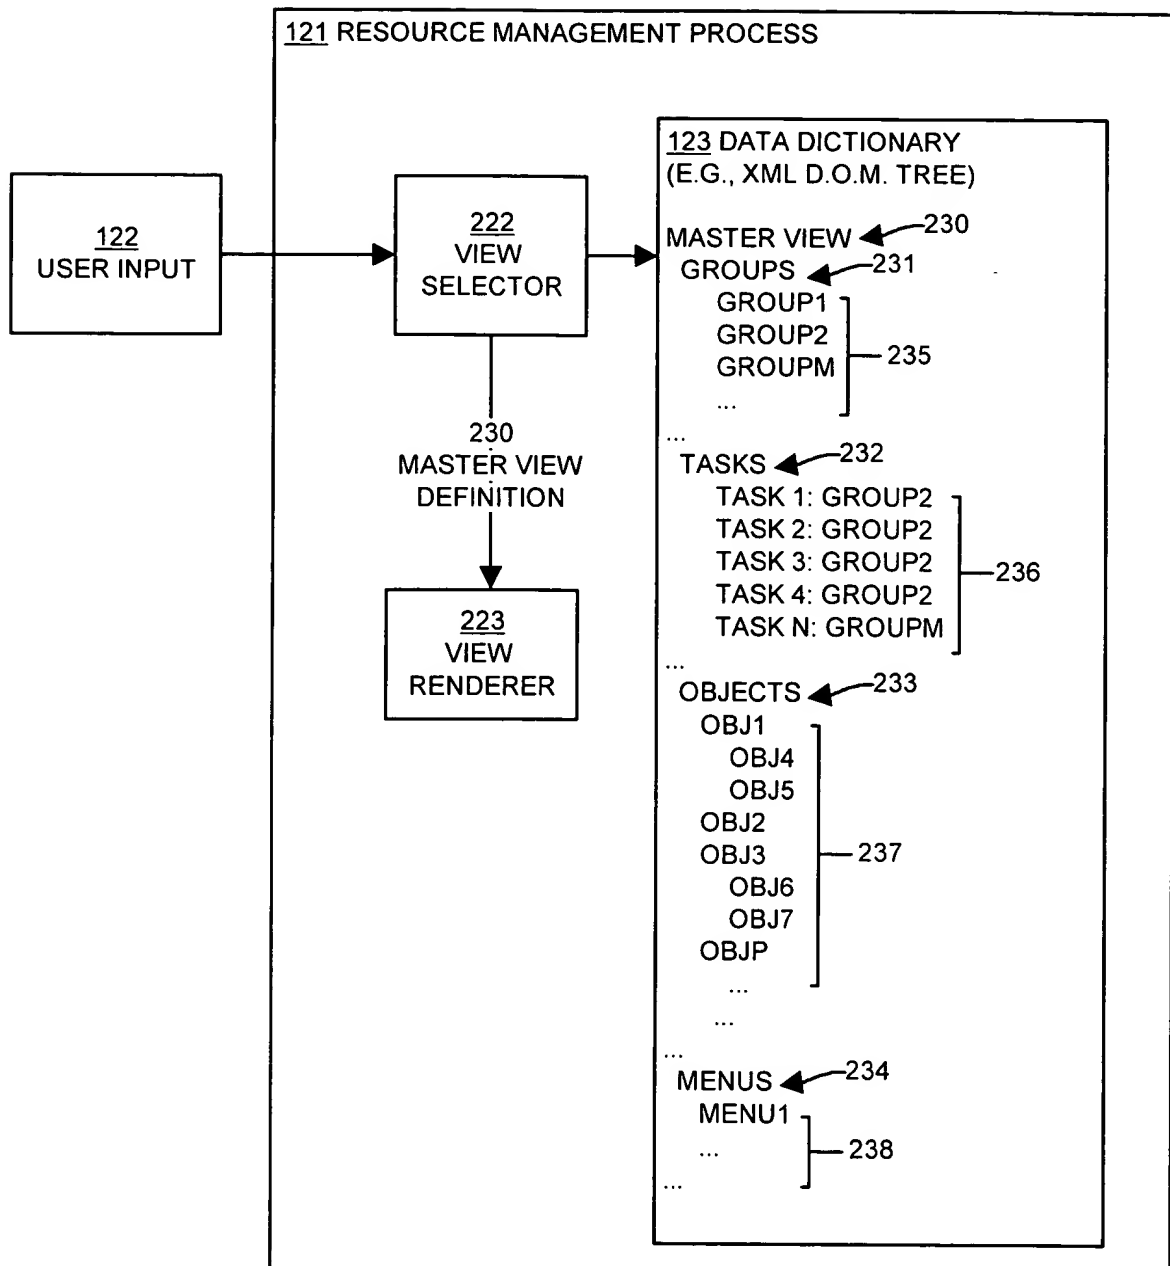 121 RESOURCE MANAGEMENT PROCESS
122
USER INPUT
222
VIEW
SELECTOR
230
MASTER VIEW
DEFINITION
223
VIEW
RENDERER
123 DATA DICTIONARY
(E.G., XML D.O.M. TREE)
MASTER VIEW 230
GROUPS 231
GROUP1
GROUP2
GROUPM
...
235
...
TASKS 232
TASK 1: GROUP2
TASK 2: GROUP2
TASK 3: GROUP2
TASK 4: GROUP2
TASK N: GROUPM
236
...
OBJECTS 233
OBJ1
OBJ4
OBJ5
OBJ2
OBJ3
OBJ6
OBJ7
OBJP
...
237
...
...
MENUS 234
MENU1
...
238
...